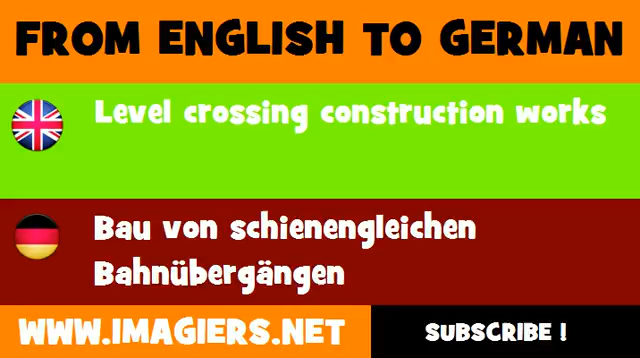 FROM ENGLISH TO GERMAN
Level crossing construction works
Bau von schienengleichen
Bahnübergängen
WWW.IMAGIERS.NET
SUBSCRIBE !